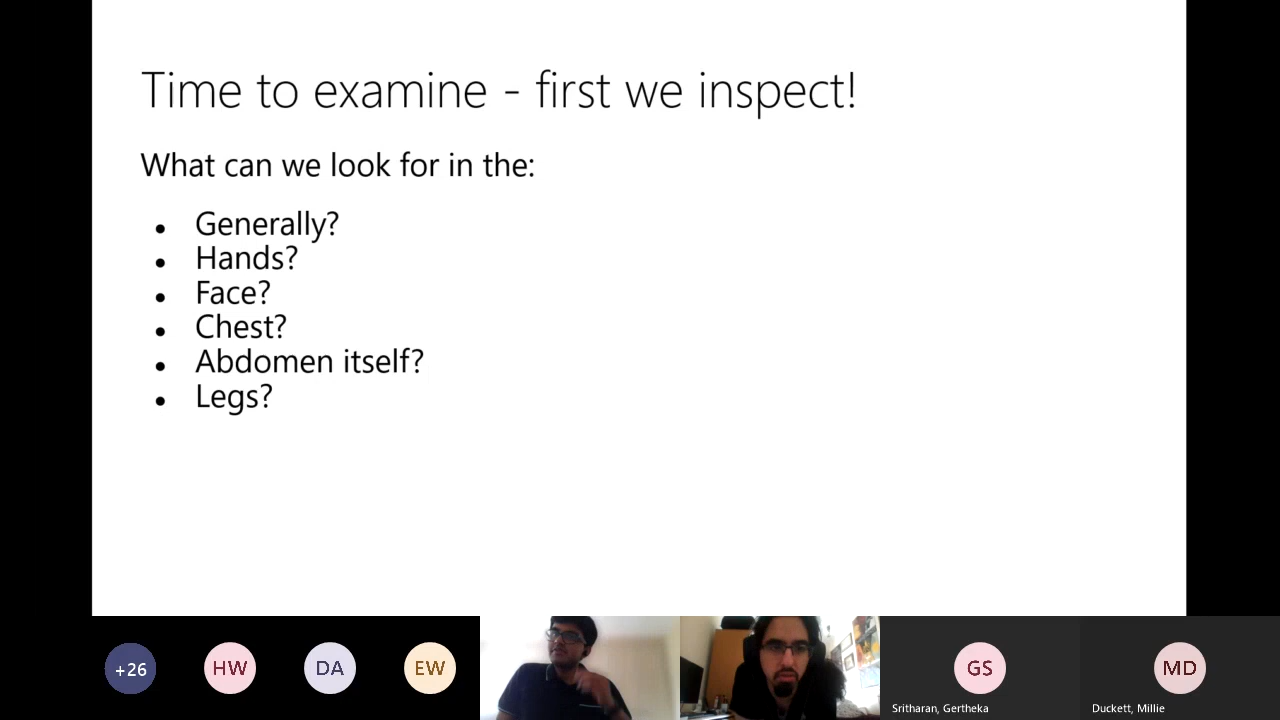 Time to examine - first we inspect!
What can we look for in the:
• Generally?
• Hands?
• Face?
• Chest?
• Abdomen itself?
• Legs?
+26
HW
DA
EW
GS
MD
Sritharan, Gertheka
Duckett, Millie